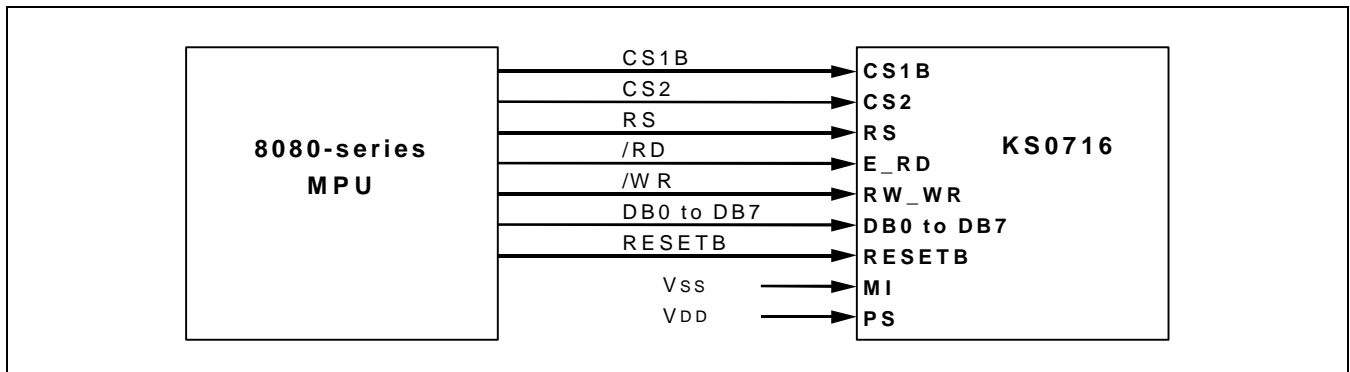 8080-series
MPU
CS1B
CS2
RS
/RD
/WR
DB0 to DB7
RESETB
VSS
VDD
CS1B
CS2
RS
E_RD
RW_WR
DB0 to DB7
RESETB
MI
PS
KS0716